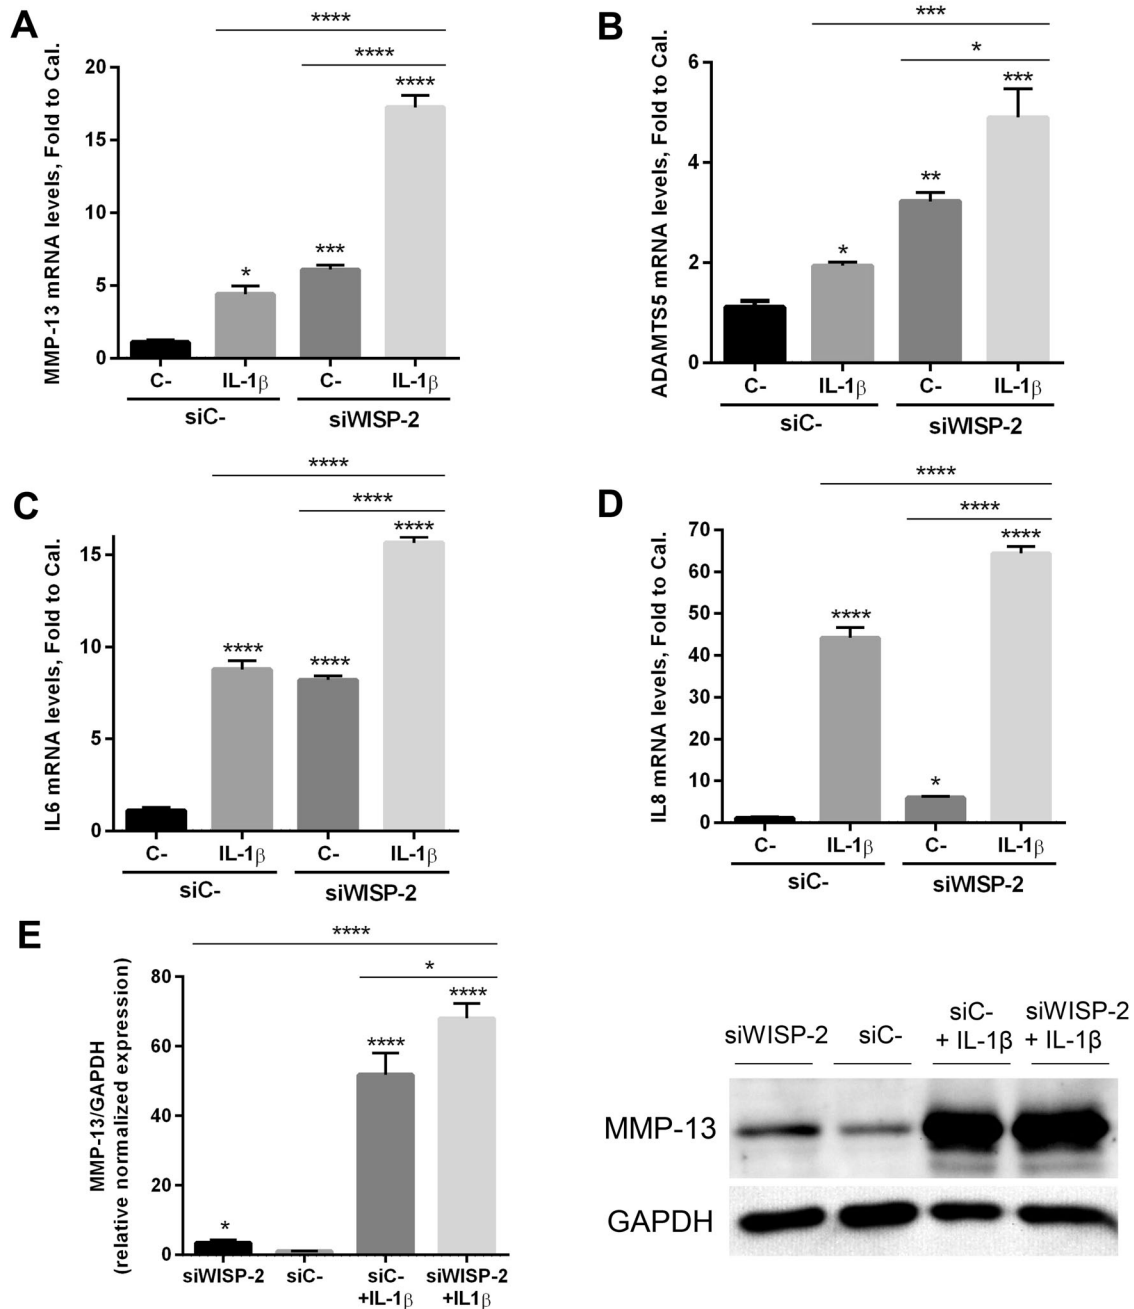 A
MMP-13 mRNA levels, Fold to Cal.
****
****
****
***
*
20
15
10
5
0
C-
IL-1β
C-
IL-1β
siC-
siWISP-2
B
ADAMTS5 mRNA levels, Fold to Cal.
***
*
***
**
*
6
4
2
0
C-
IL-1β
C-
IL-1β
siC-
siWISP-2
C
IL6 mRNA levels, Fold to Cal.
****
****
****
****
****
15
10
5
0
C-
IL-1β
C-
IL-1β
siC-
siWISP-2
D
IL8 mRNA levels, Fold to Cal.
****
****
****
****
*
70
60
50
40
30
20
10
0
C-
IL-1β
C-
IL-1β
siC-
siWISP-2
E
MMP-13/GAPDH
(relative normalized expression)
****
*
****
****
*
80
60
40
20
0
siWISP-2
siC-
siC-
+IL-1β
siWISP-2
+IL1β
siWISP-2
siC-
siC-
+ IL-1β
siWISP-2
+ IL-1β
MMP-13
GAPDH